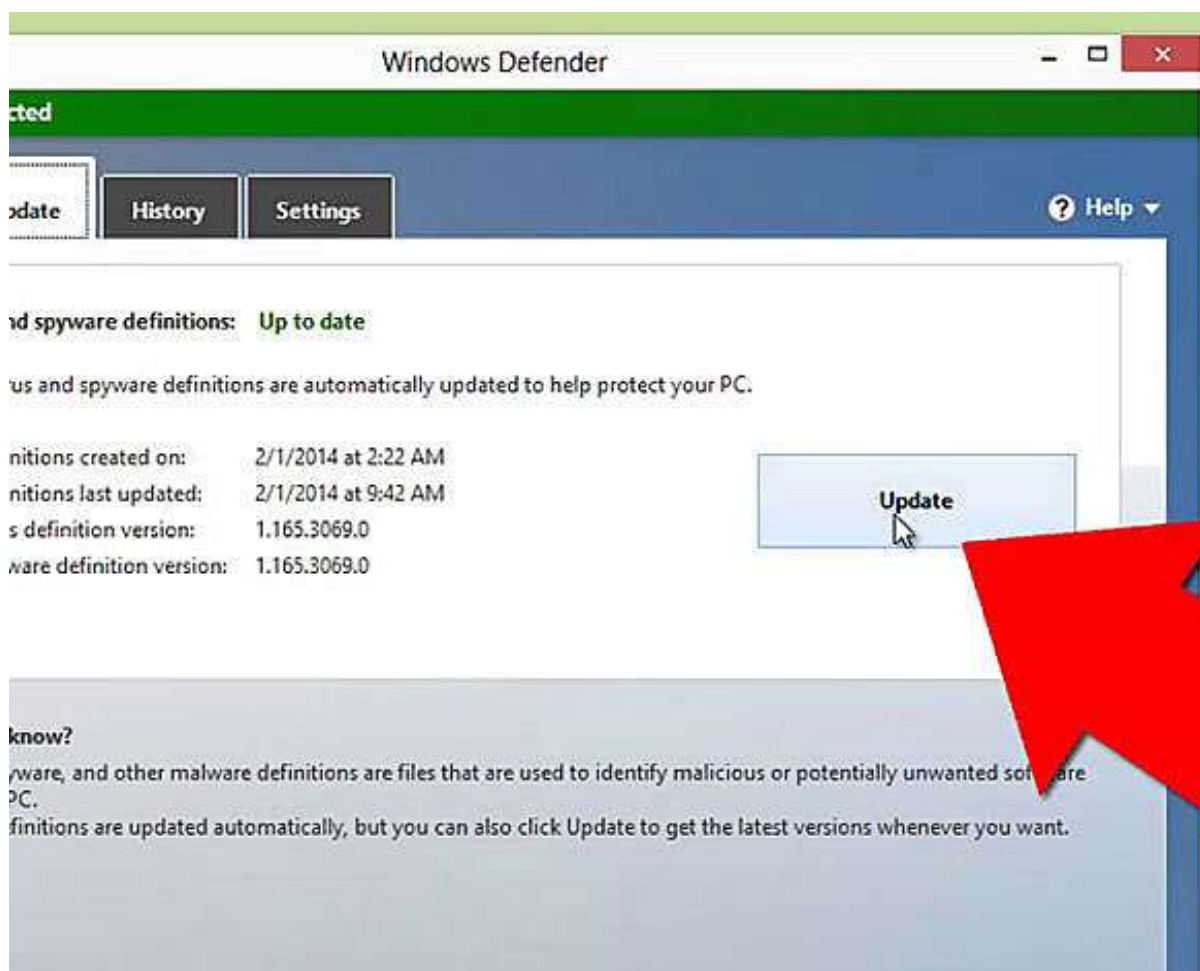 Windows Defender
cted
pdate History Settings Help
nd spyware definitions: Up to date
rus and spyware definitions are automatically updated to help protect your PC.
nitions created on: 2/1/2014 at 2:22 AM
nitions last updated: 2/1/2014 at 9:42 AM
s definition version: 1.165.3069.0
ware definition version: 1.165.3069.0
Update
know?
yware, and other malware definitions are files that are used to identify malicious or potentially unwanted software
PC.
finitions are updated automatically, but you can also click Update to get the latest versions whenever you want.